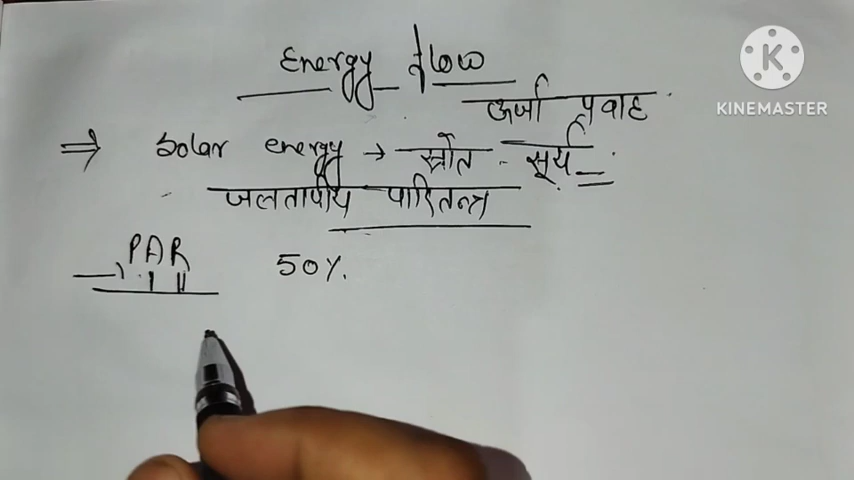 Energy flow
ऊर्जा प्रवाह
⇒ Solar energy → स्रोत - सूर्य
जलतापीय पारितन्त्र
PAR 50%.
KINEMASTER